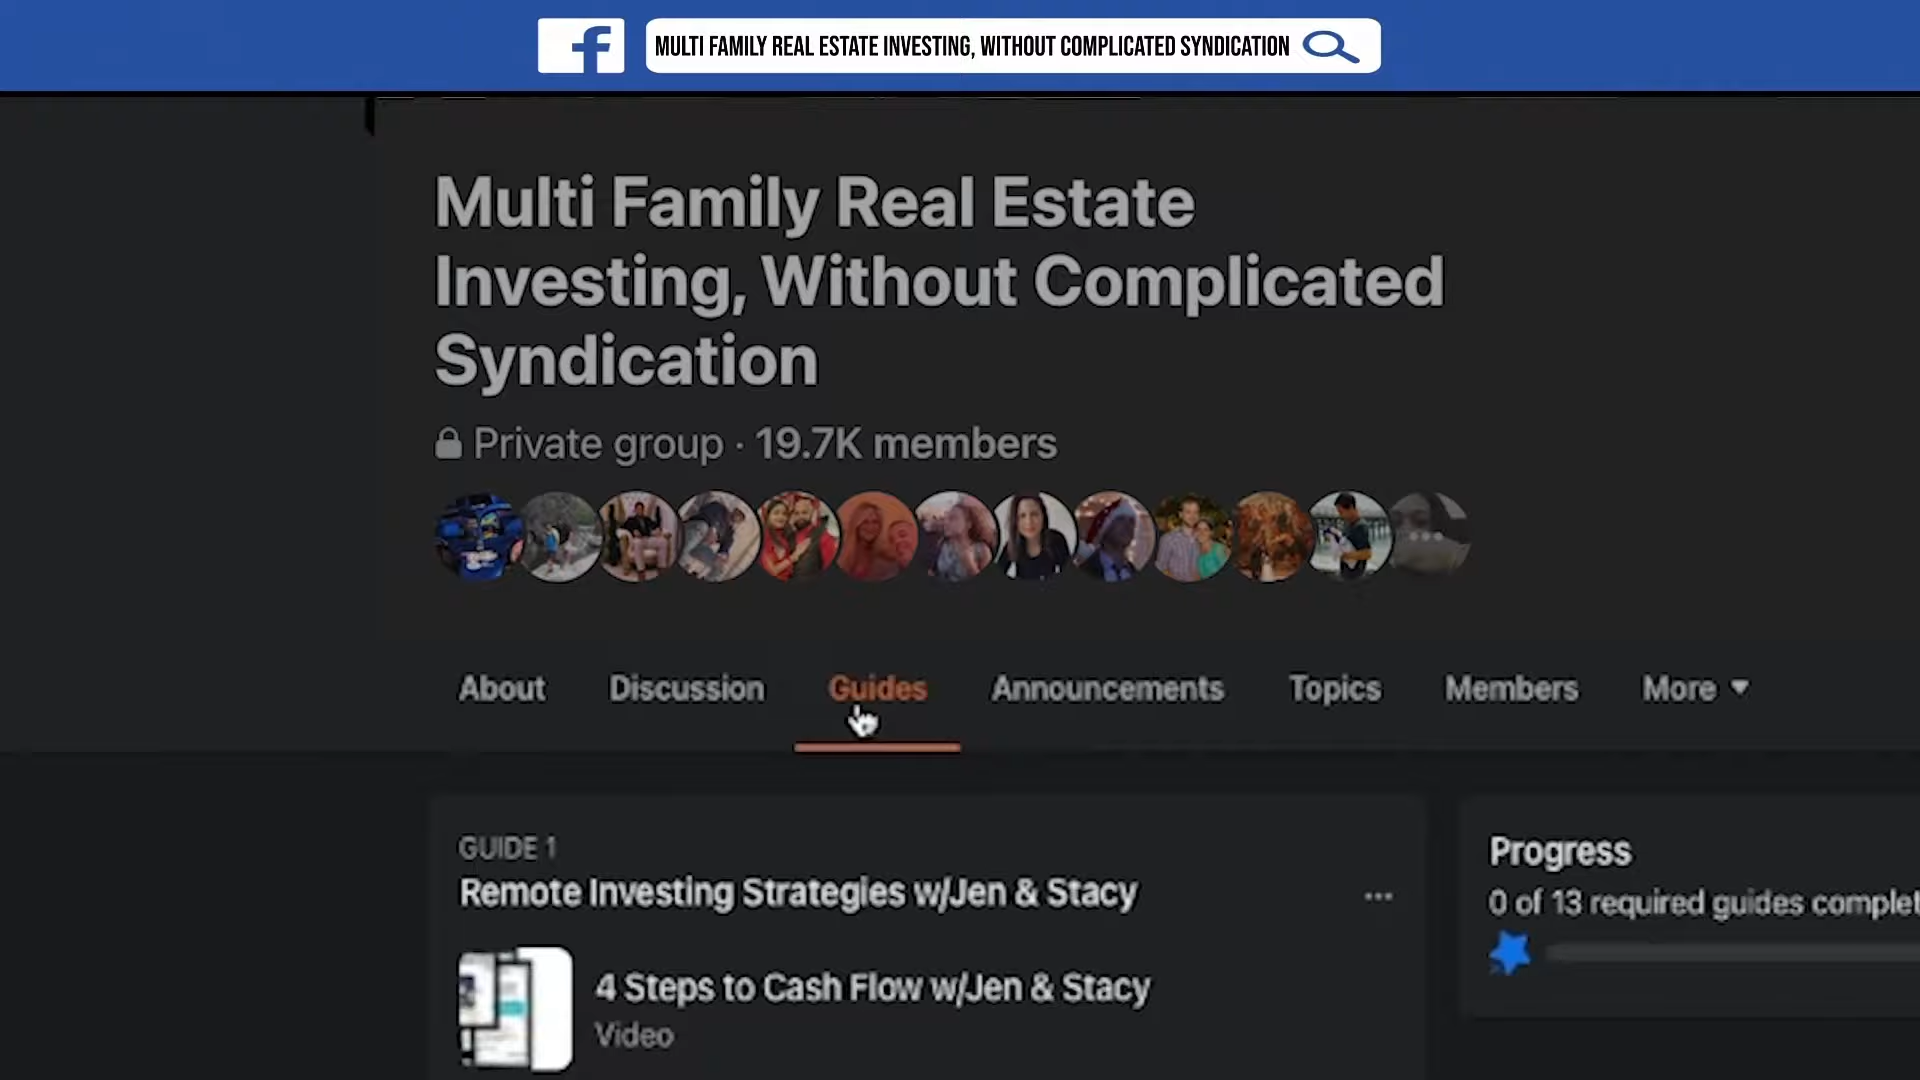 MULTI FAMILY REAL ESTATE INVESTING, WITHOUT COMPLICATED SYNDICATION
Multi Family Real Estate
Investing, Without Complicated
Syndication
Private group · 19.7K members
About Discussion Guides Announcements Topics Members More
GUIDE 1
Remote Investing Strategies w/Jen & Stacy
4 Steps to Cash Flow w/Jen & Stacy
Video
Progress
0 of 13 required guides complet